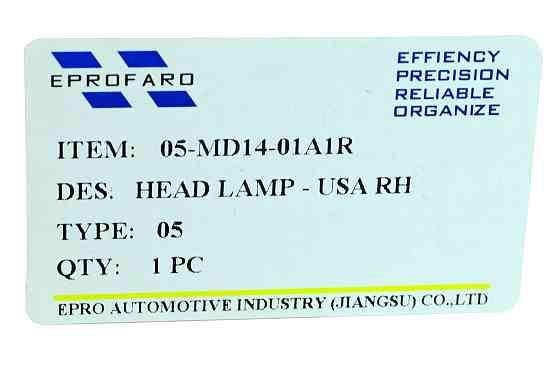 EPROFARO
EFFIENCY
PRECISION
RELIABLE
ORGANIZE
ITEM: 05-MD14-01A1R
DES. HEAD LAMP - USA RH
TYPE: 05
QTY: 1 PC
EPRO AUTOMOTIVE INDUSTRY (JIANGSU) CO.,LTD